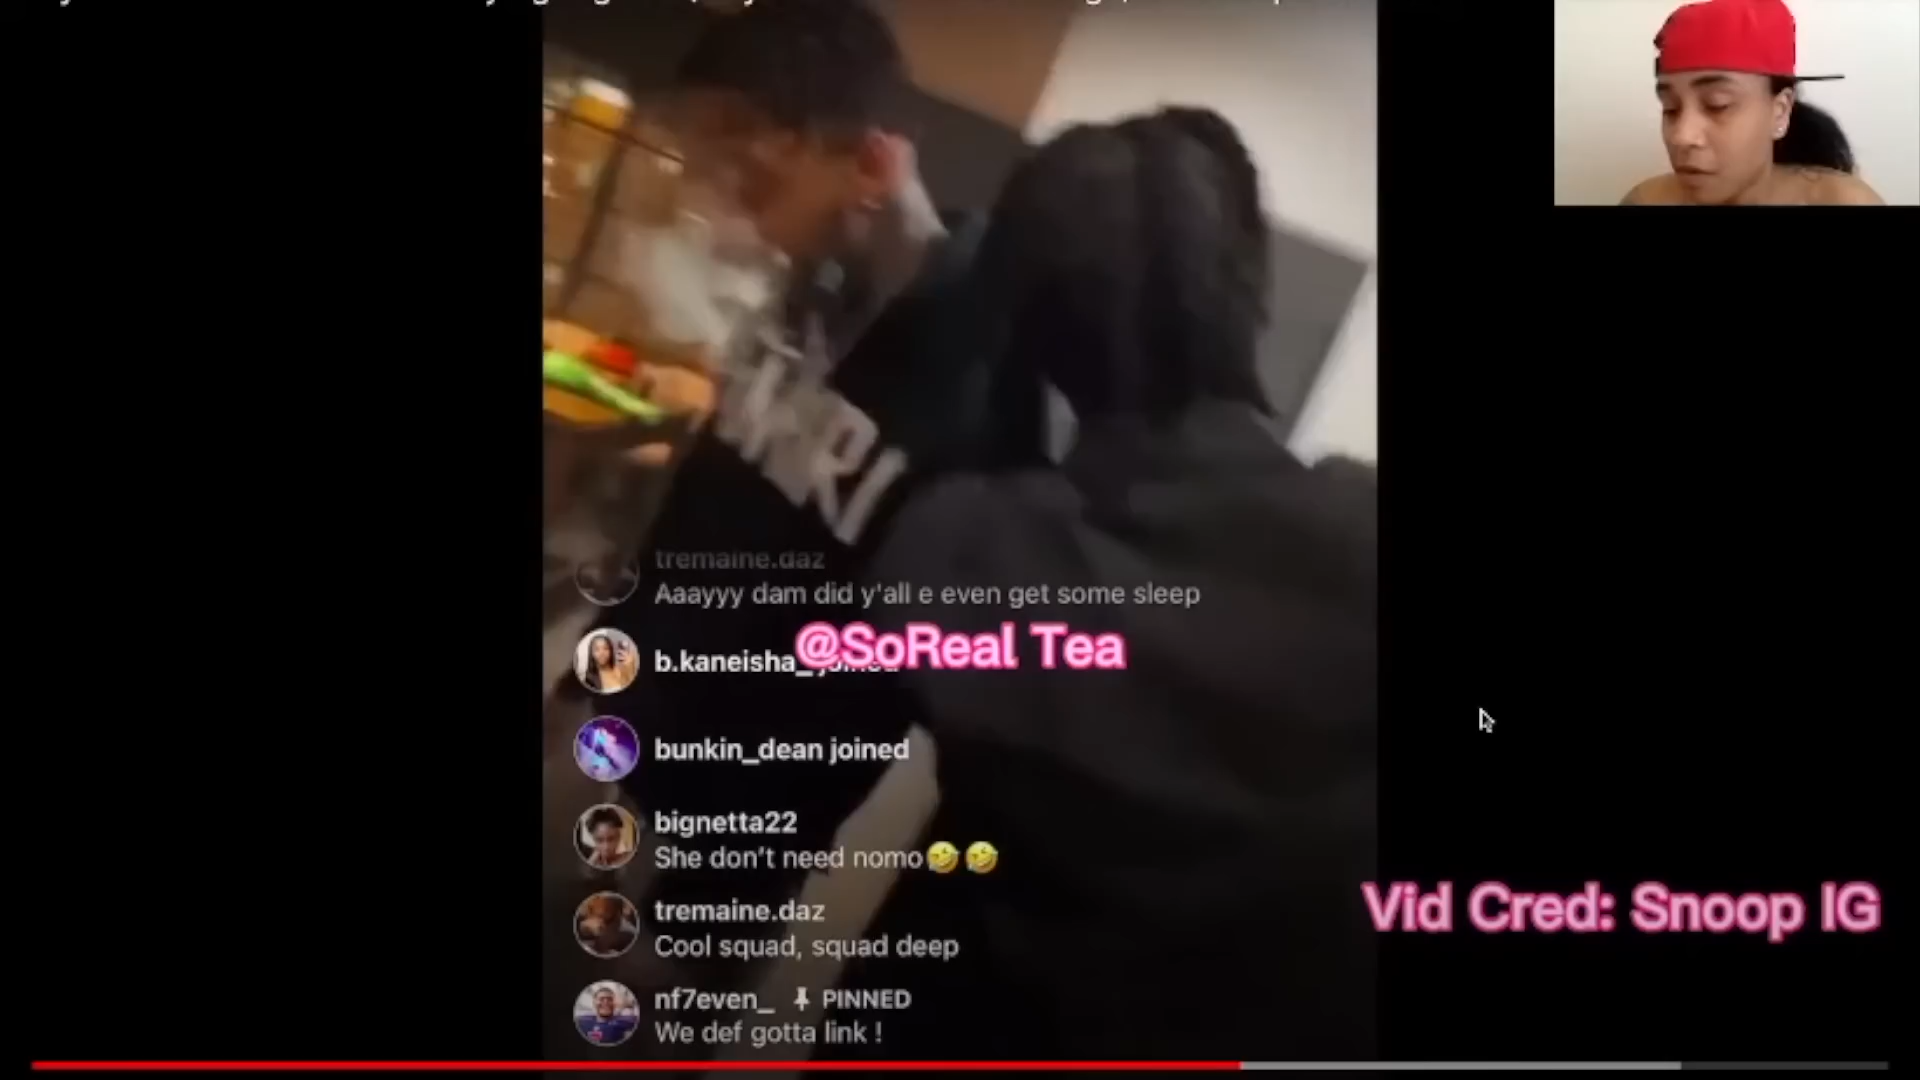 tremaine.daz
Aaayyy dam did y'all e even get some sleep
@SoReal Tea
b.kaneisha_ joined
bunkin_dean joined
bignetta22
She don't need nomo🤣🤣
tremaine.daz
Cool squad, squad deep
Vid Cred: Snoop IG
nf7even_ PINNED
We def gotta link !